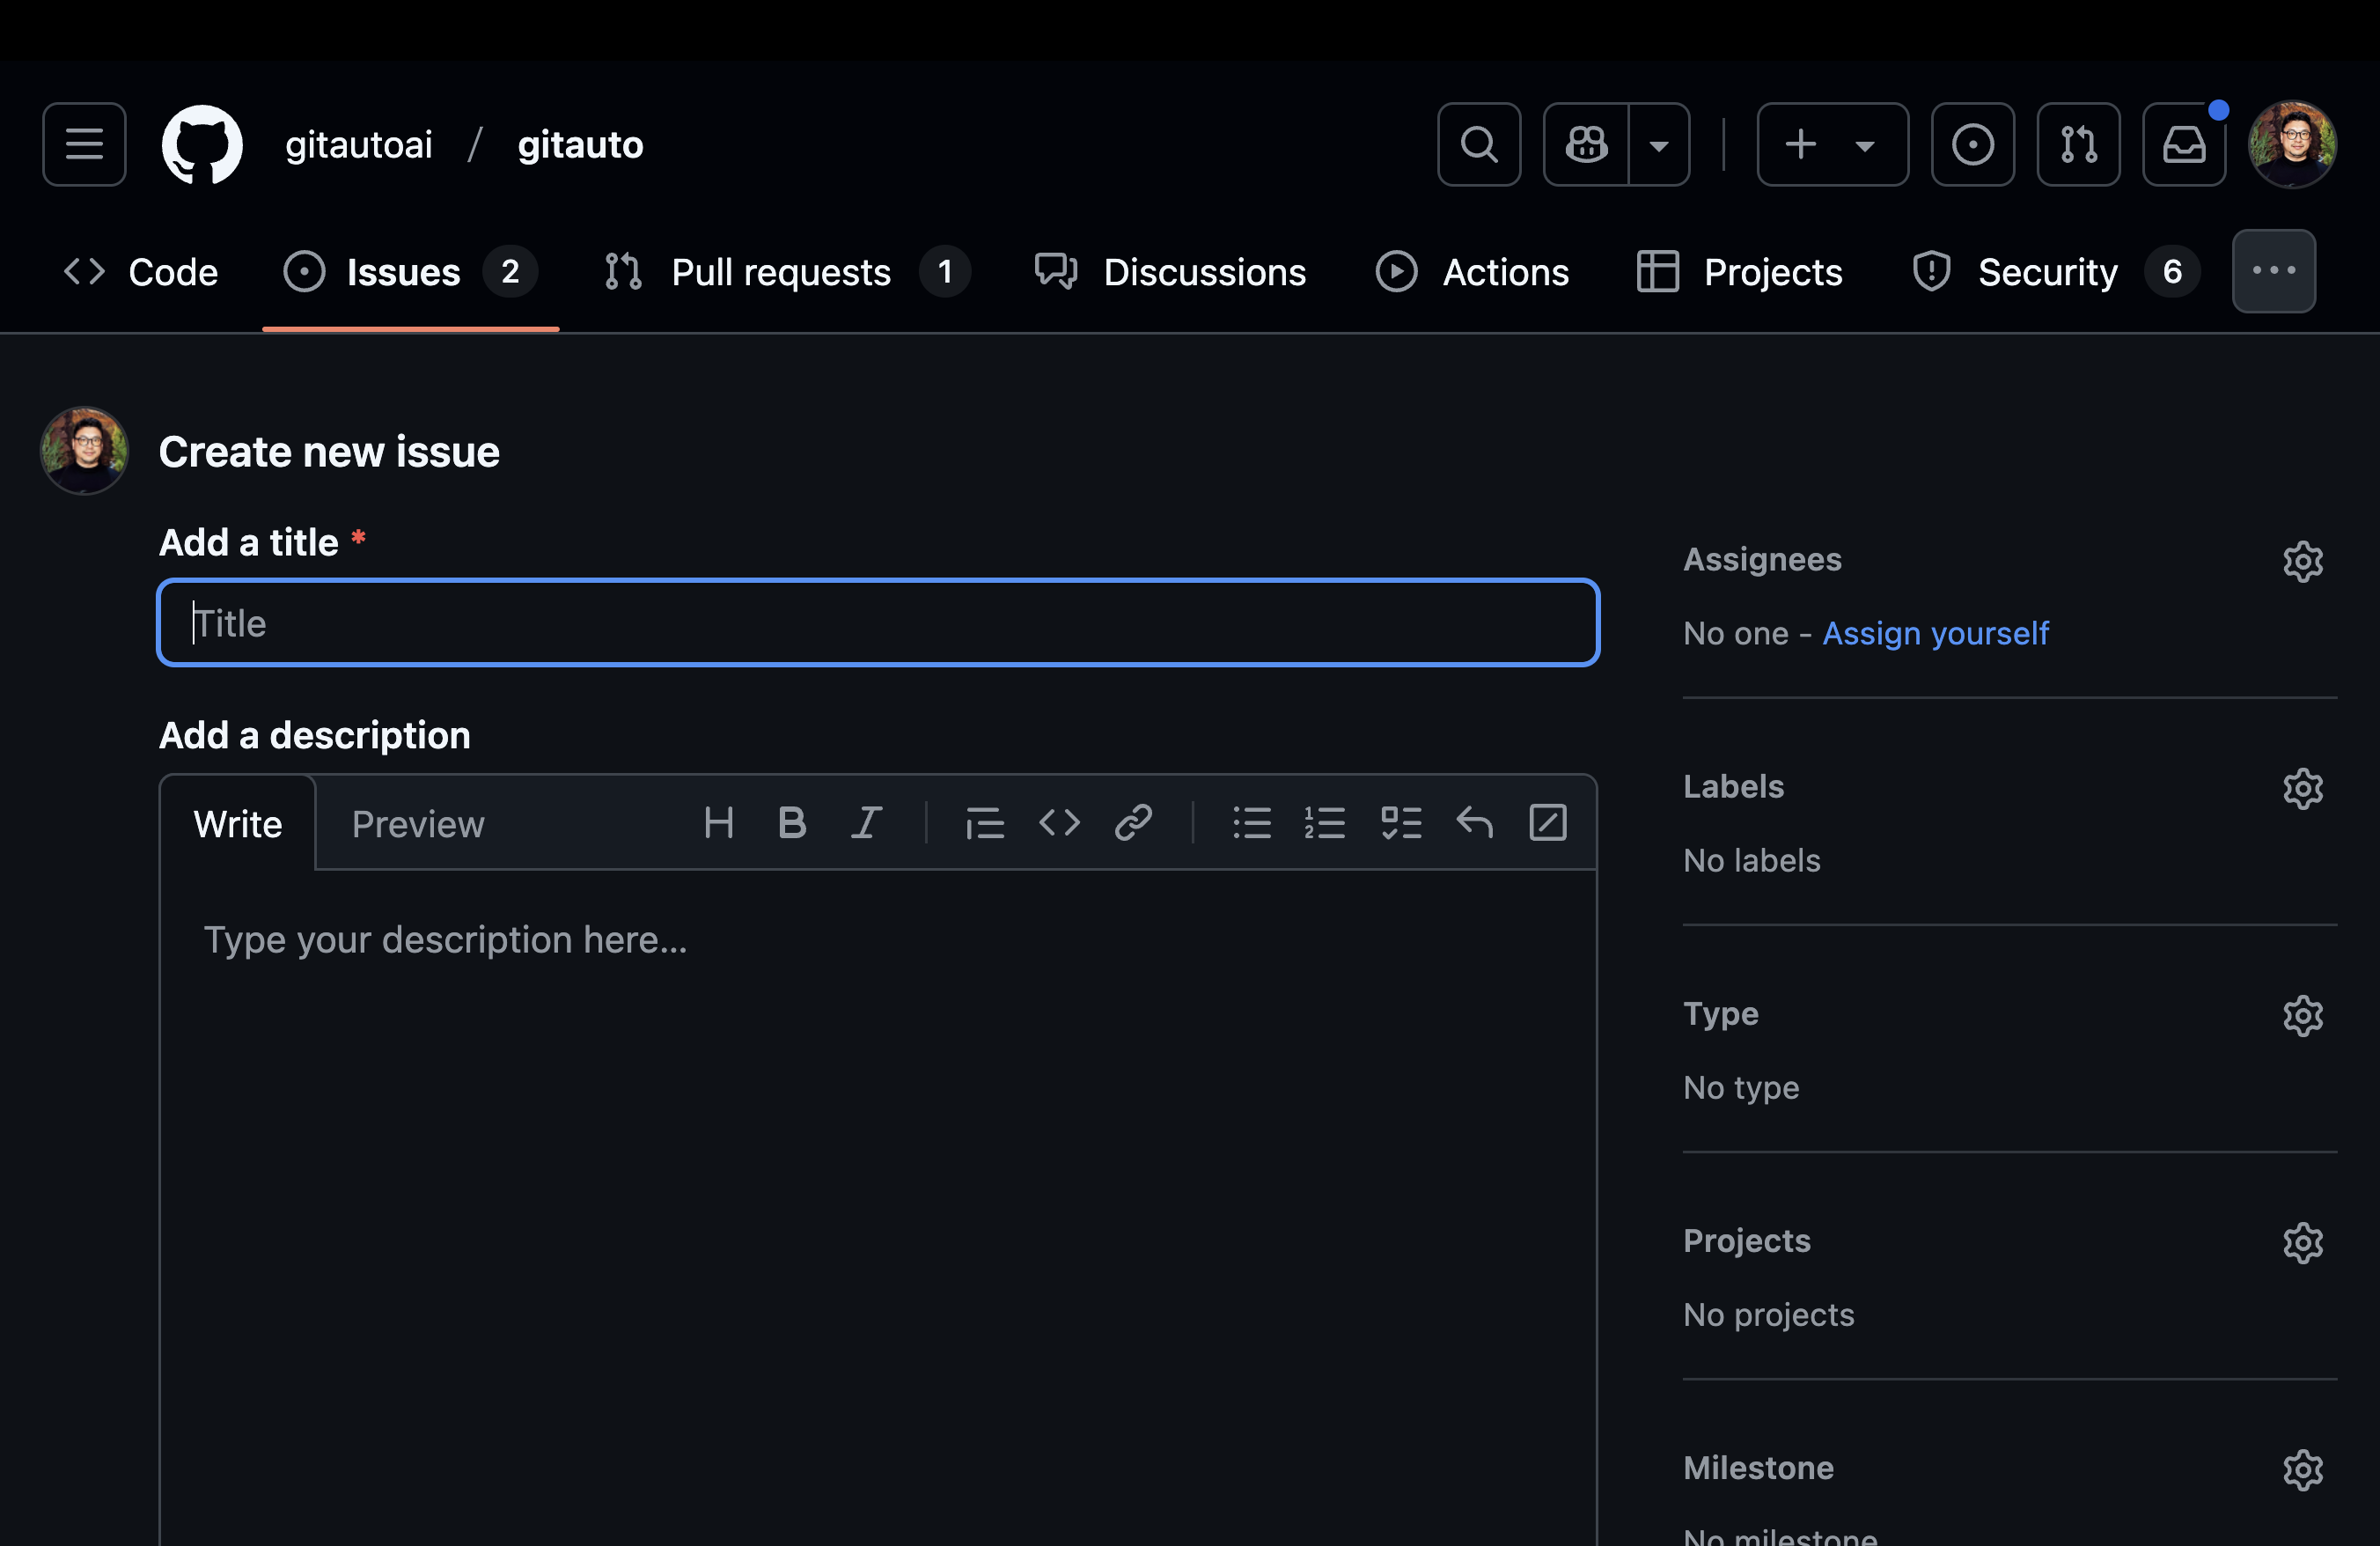 gitautoai / gitauto
Code Issues 2 Pull requests 1 Discussions Actions Projects Security 6
Create new issue
Add a title *
Title
Add a description
Write Preview H B I
Type your description here...
Assignees
No one - Assign yourself
Labels
No labels
Type
No type
Projects
No projects
Milestone
No milestone